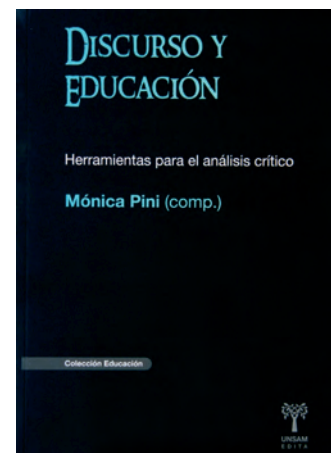 DISCURSO Y
EDUCACIÓN
Herramientas para el análisis crítico
Mónica Pini (comp.)
Colección Educación
UNSAM
EDITA